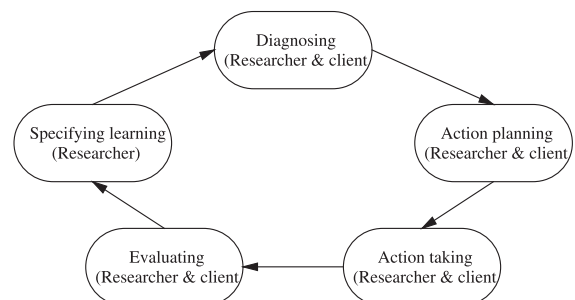 Diagnosing
(Researcher & client
Action planning
(Researcher & client
Action taking
(Researcher & client
Evaluating
(Researcher & client
Specifying learning
(Researcher)